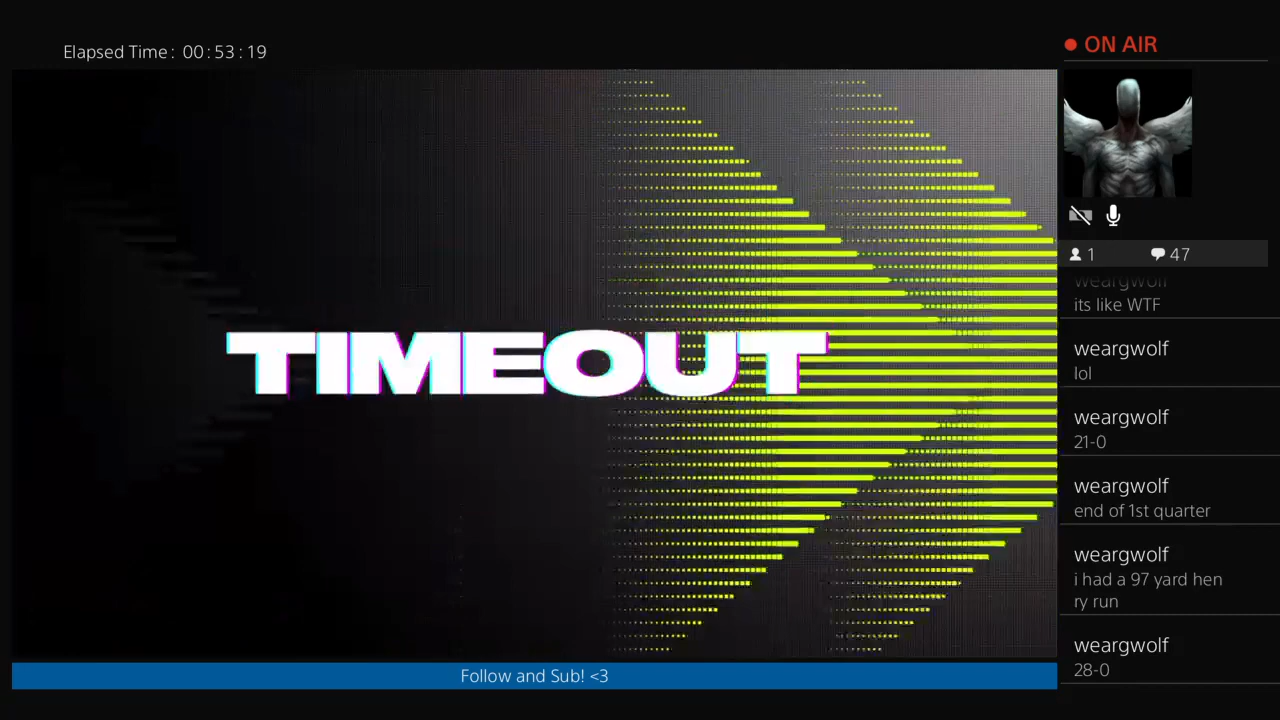 Elapsed Time: 00:53:19
ON AIR
TIMEOUT
1
47
weargwolf
its like WTF
weargwolf
lol
weargwolf
21-0
weargwolf
end of 1st quarter
weargwolf
i had a 97 yard hen
ry run
weargwolf
28-0
Follow and Sub! <3